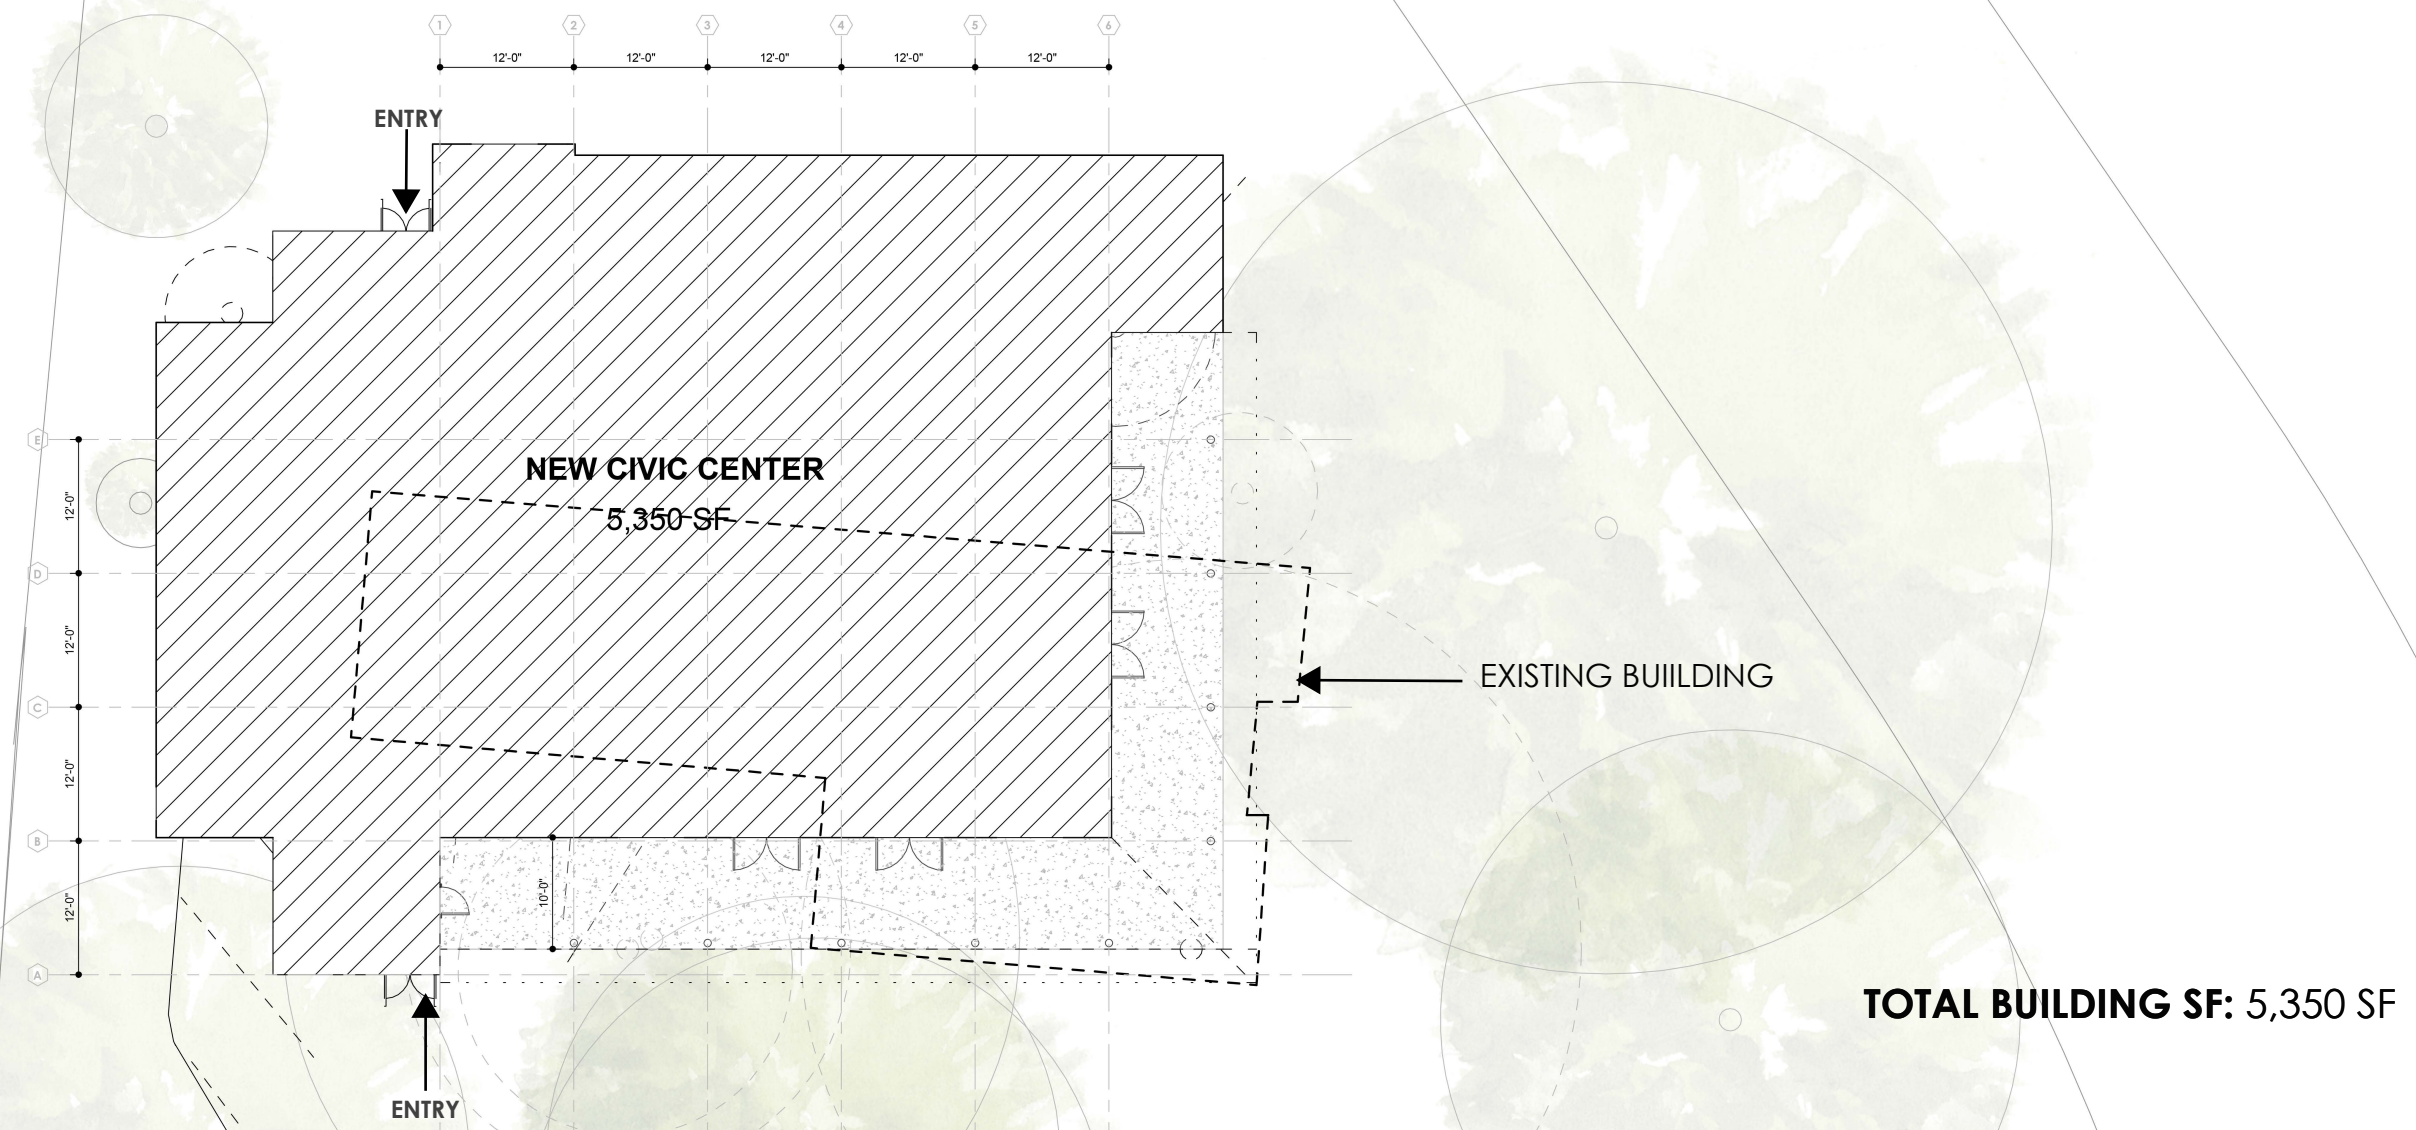 1 2 3 4 5 6
12'-0" 12'-0" 12'-0" 12'-0" 12'-0"
ENTRY
E
NEW CIVIC CENTER
12'-0"
5,350 SF
D
12'-0"
EXISTING BUIILDING
C
12'-0"
B
10'-0"
12'-0"
A
TOTAL BUILDING SF: 5,350 SF
ENTRY